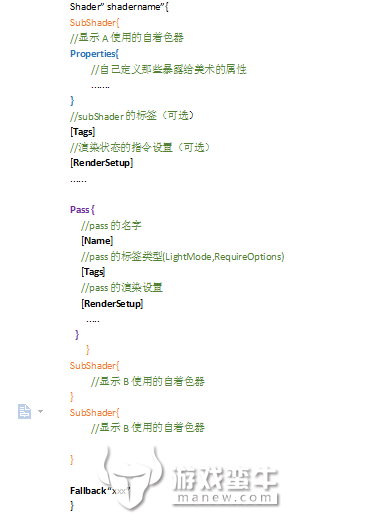 Shader” shadername”{
SubShader{
//显示 A 使用的自着色器
Properties{
//自己定义那些暴露给美术的属性
.......
}
//subShader 的标签（可选）
[Tags]
//渲染状态的指令设置（可选）
[RenderSetup]
......
Pass {
//pass 的名字
[Name]
//pass 的标签类型(LightMode,RequireOptions)
[Tags]
//pass 的渲染设置
[RenderSetup]
.....
}
}
SubShader{
//显示 B 使用的自着色器
}
SubShader{
//显示 B 使用的自着色器
}
Fallback“xxx”
}
游戏蛮牛
manew.com